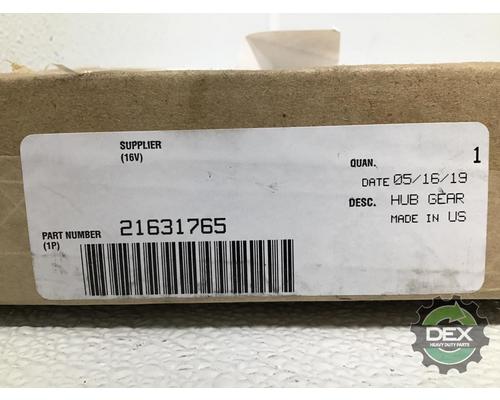 SUPPLIER
(16V)
QUAN. 1
DATE 05/16/19
DESC. HUB GEAR
MADE IN US
PART NUMBER 21631765
(1P)
DEX
HEAVY DUTY PARTS